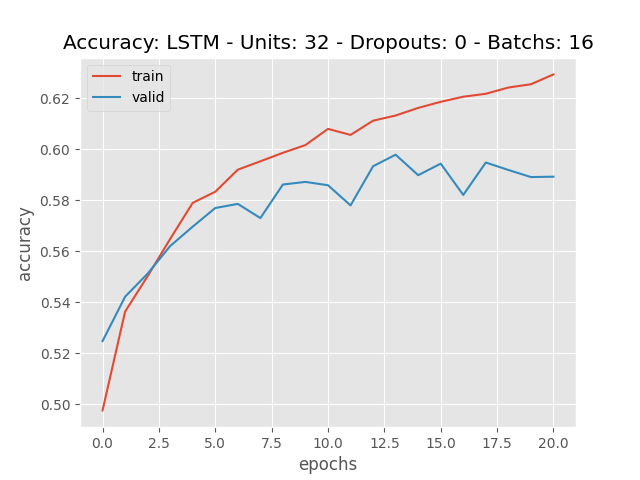 Accuracy: LSTM - Units: 32 - Dropouts: 0 - Batchs: 16
train
valid
accuracy
0.62
0.60
0.58
0.56
0.54
0.52
0.50
0.0 2.5 5.0 7.5 10.0 12.5 15.0 17.5 20.0
epochs